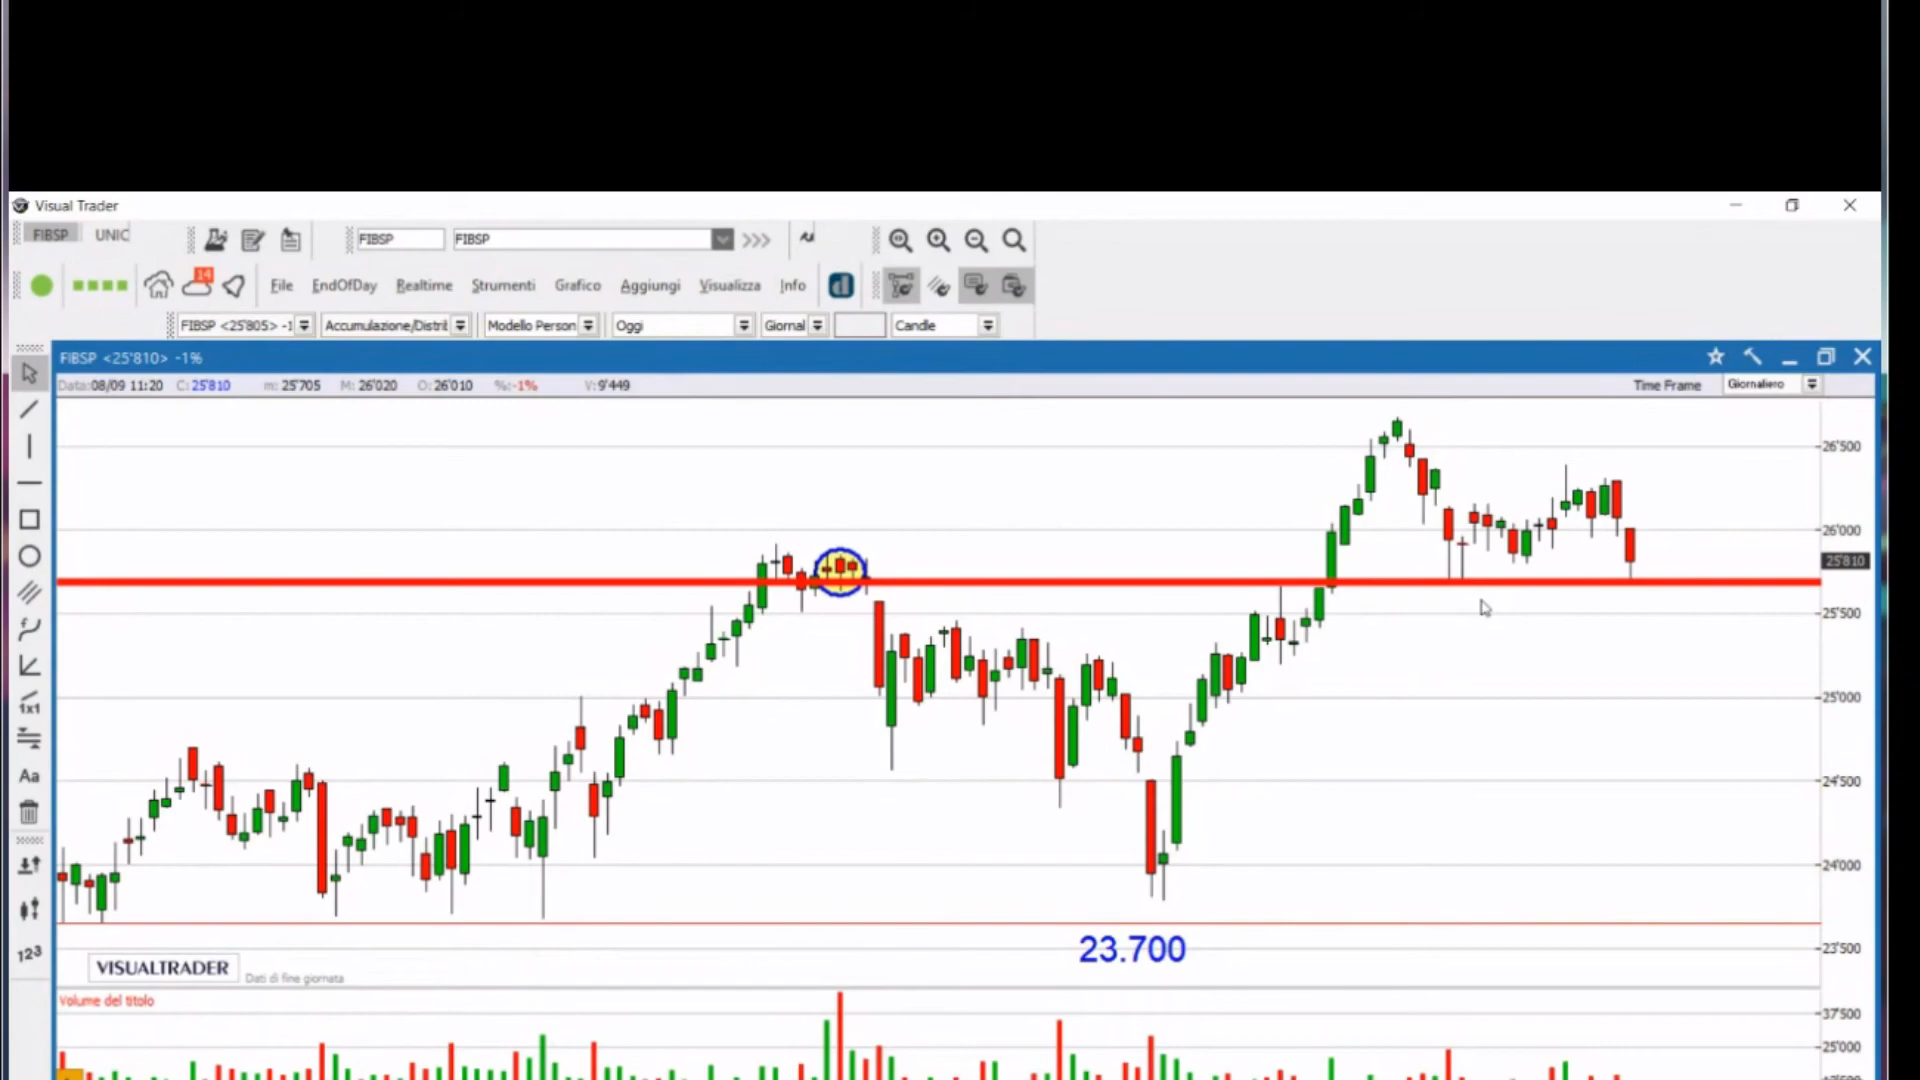 Visual Trader
FIBSP UNIC FIBSP FIBSP
14
File EndOfDay Realtime Strumenti Grafico Aggiungi Visualizza Info d
FIBSP <25'805> -1 Accumulazione/Distrib Modello Person Oggi Giornal Candle
FIBSP <25'810> -1%
Data:08/09 11:20 C:25'810 m:25'705 M:26'020 O:26'010 %:-1% V:9'449 Time Frame Giornaliero
26'500
26'000
25'810
25'500
25'000
24'500
24'000
23'500
1x1
Aa
123
23.700
VISUALTRADER Dati di fine giornata
Volume del titolo
37'500
25'000